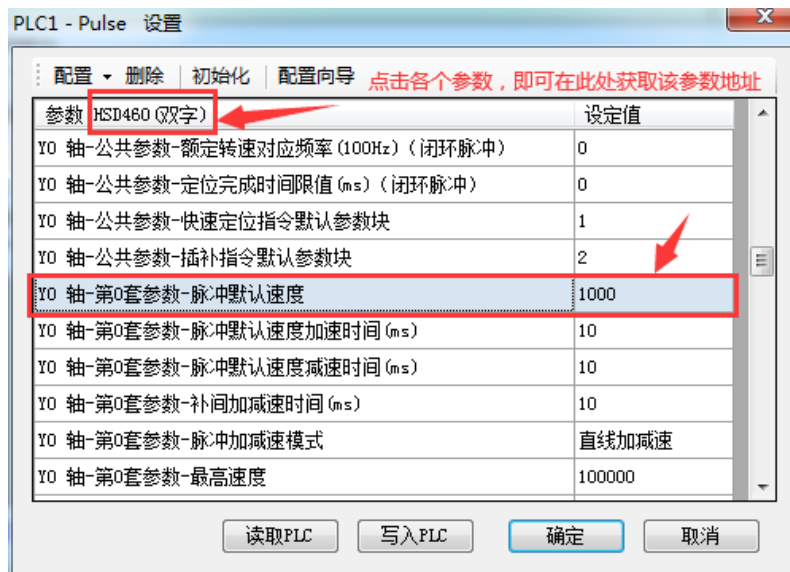 PLC1 - Pulse 设置
配置 删除 初始化 配置向导 点击各个参数，即可在此处获取该参数地址
参数 HSD460(双字) 设定值
Y0 轴-公共参数-额定转速对应频率(100Hz)(闭环脉冲) 0
Y0 轴-公共参数-定位完成时间限值(ms)(闭环脉冲) 0
Y0 轴-公共参数-快速定位指令默认参数块 1
Y0 轴-公共参数-插补指令默认参数块 2
Y0 轴-第0套参数-脉冲默认速度 1000
Y0 轴-第0套参数-脉冲默认速度加速时间(ms) 10
Y0 轴-第0套参数-脉冲默认速度减速时间(ms) 10
Y0 轴-第0套参数-补间加减速时间(ms) 10
Y0 轴-第0套参数-脉冲加减速模式 直线加减速
Y0 轴-第0套参数-最高速度 100000
读取PLC 写入PLC 确定 取消